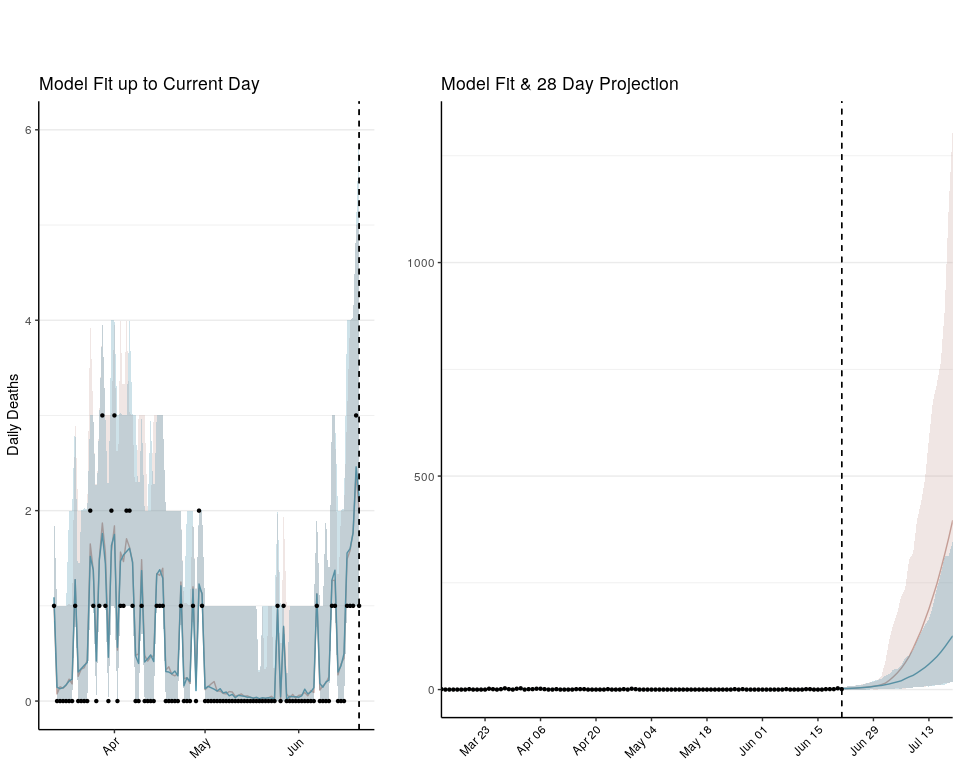 Model Fit up to Current Day
Daily Deaths
6
4
2
0
Apr
May
Jun
Model Fit & 28 Day Projection
1000
500
0
Mar 23
Apr 06
Apr 20
May 04
May 18
Jun 01
Jun 15
Jun 29
Jul 13